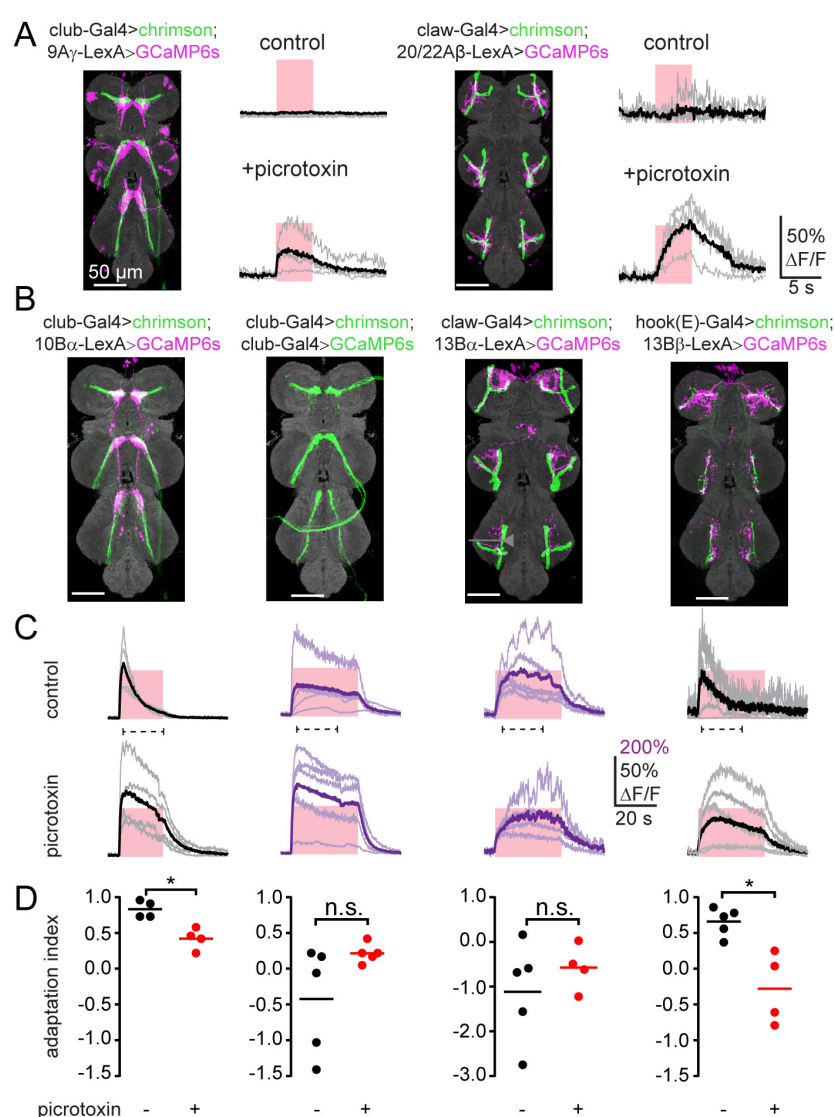 A
club-Gal4>chrimson;
9Aγ-LexA>GCaMP6s
control
+picrotoxin
50 µm
claw-Gal4>chrimson;
20/22Aβ-LexA>GCaMP6s
control
+picrotoxin
50%
ΔF/F
5 s
B
club-Gal4>chrimson;
10Bα-LexA>GCaMP6s
club-Gal4>chrimson;
club-Gal4>GCaMP6s
claw-Gal4>chrimson;
13Bα-LexA>GCaMP6s
hook(E)-Gal4>chrimson;
13Bβ-LexA>GCaMP6s
C
control
picrotoxin
200%
50%
ΔF/F
20 s
D
adaptation index
1.0
0.5
0.0
-0.5
-1.0
-1.5
*
1.0
0.5
0.0
-0.5
-1.0
-1.5
n.s.
1.0
0.0
-1.0
-2.0
-3.0
n.s.
1.0
0.5
0.0
-0.5
-1.0
-1.5
*
picrotoxin - + - + - + - +